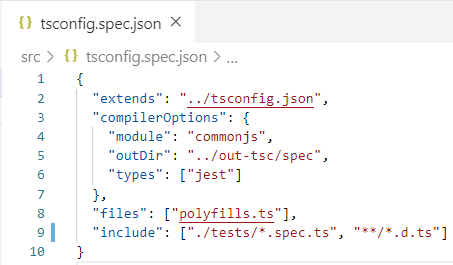 {} tsconfig.spec.json ×
src > {} tsconfig.spec.json > ...
1 {
2 "extends": "../tsconfig.json",
3 "compilerOptions": {
4 "module": "commonjs",
5 "outDir": "../out-tsc/spec",
6 "types": ["jest"]
7 },
8 "files": ["polyfills.ts"],
9 "include": ["./tests/*.spec.ts", "**/*.d.ts"]
10 }